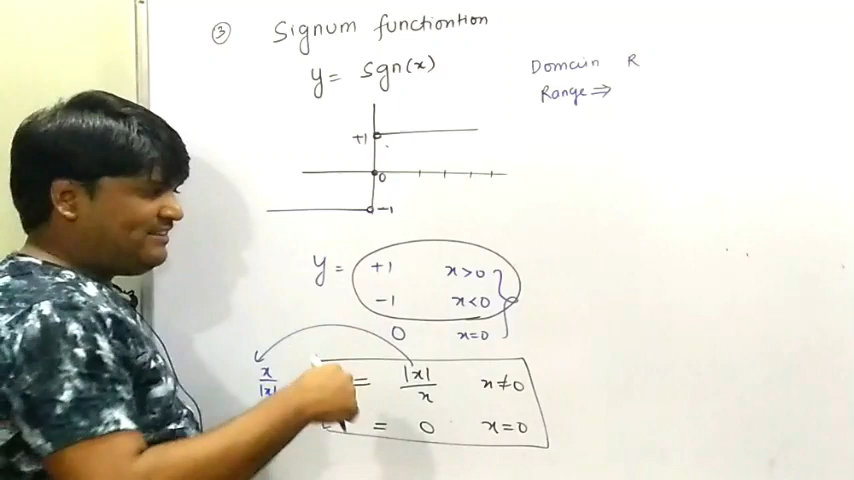 ③ Signum functiontion
y = sgn(x)
Domain R
Range ⇒
+1
0
-1
y = +1 x>0
-1 x<0
0 x=0
x/|x| = |x|/x x≠0
= 0 x=0